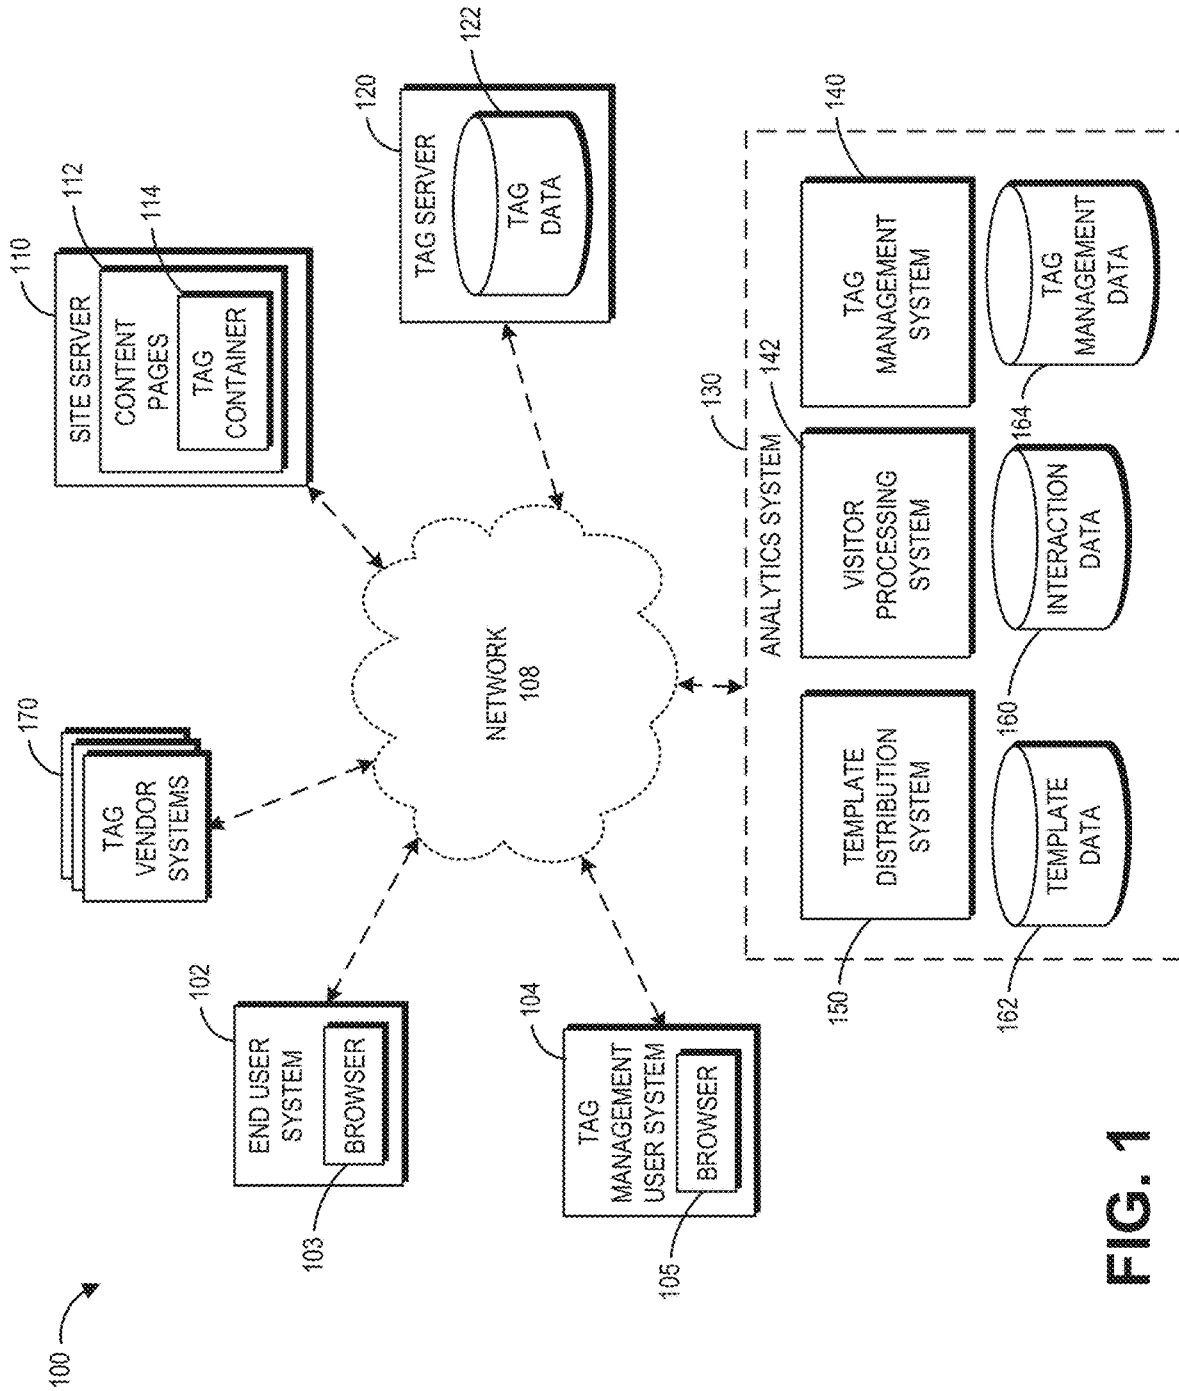 100
END USER
SYSTEM
BROWSER
102
103
TAG
MANAGEMENT
USER SYSTEM
BROWSER
104
105
TAG
VENDOR
SYSTEMS
170
SITE SERVER
CONTENT
PAGES
TAG
CONTAINER
110
112
114
TAG SERVER
TAG
DATA
120
122
NETWORK
108
ANALYTICS SYSTEM
130
TEMPLATE
DISTRIBUTION
SYSTEM
150
VISITOR
PROCESSING
SYSTEM
142
TAG
MANAGEMENT
SYSTEM
140
TEMPLATE
DATA
162
INTERACTION
DATA
160
TAG
MANAGEMENT
DATA
164
FIG. 1